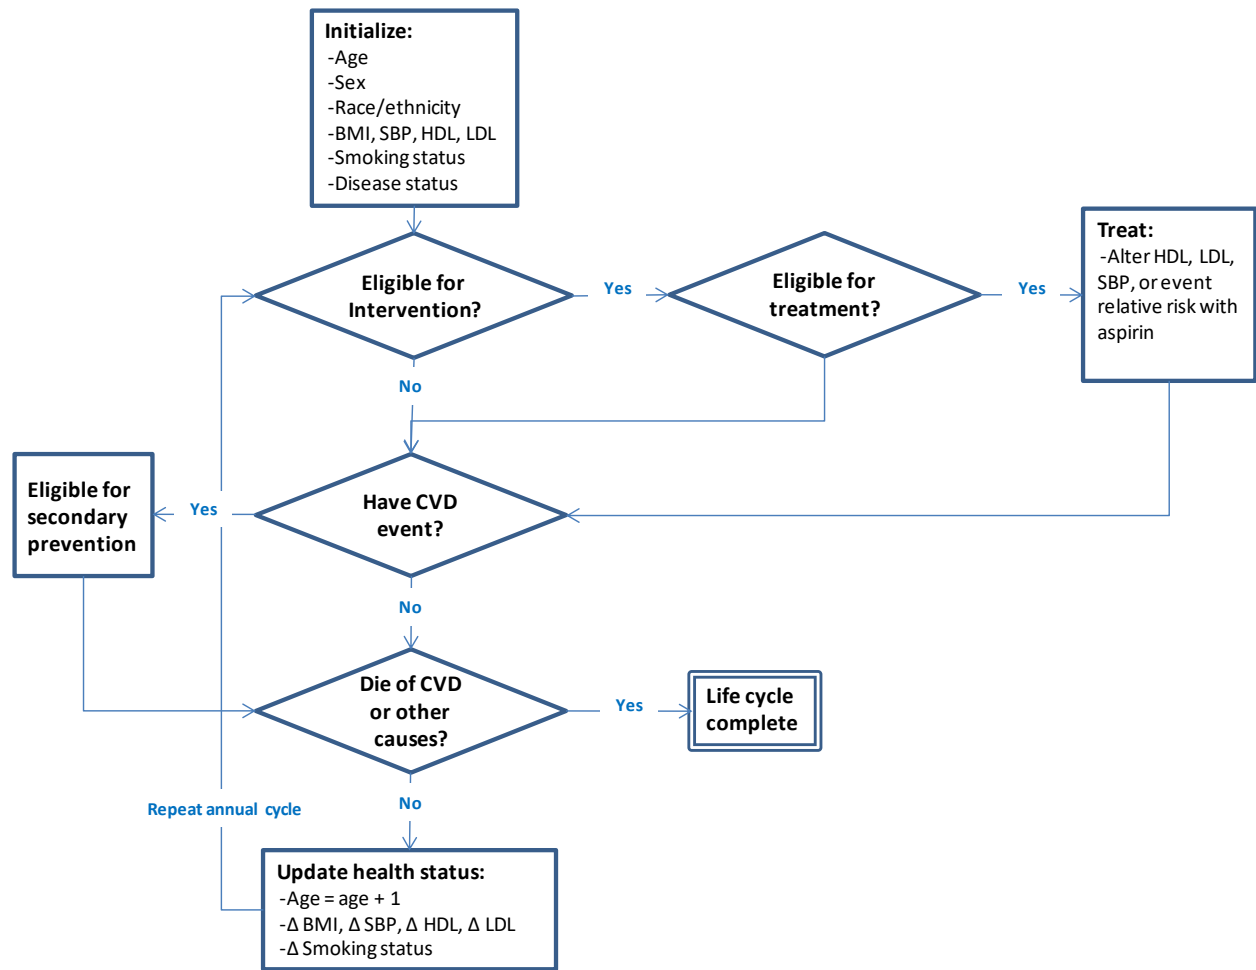 Initialize:
-Age
-Sex
-Race/ethnicity
-BMI, SBP, HDL, LDL
-Smoking status
-Disease status
Eligible for
Intervention?
Yes
Eligible for
treatment?
Yes
Treat:
-Alter HDL, LDL,
SBP, or event
relative risk with
aspirin
No
Eligible for
secondary
prevention
Yes
Have CVD
event?
No
Die of CVD
or other
causes?
Yes
Life cycle
complete
Repeat annual cycle
No
Update health status:
-Age = age + 1
-Δ BMI, Δ SBP, Δ HDL, Δ LDL
-Δ Smoking status